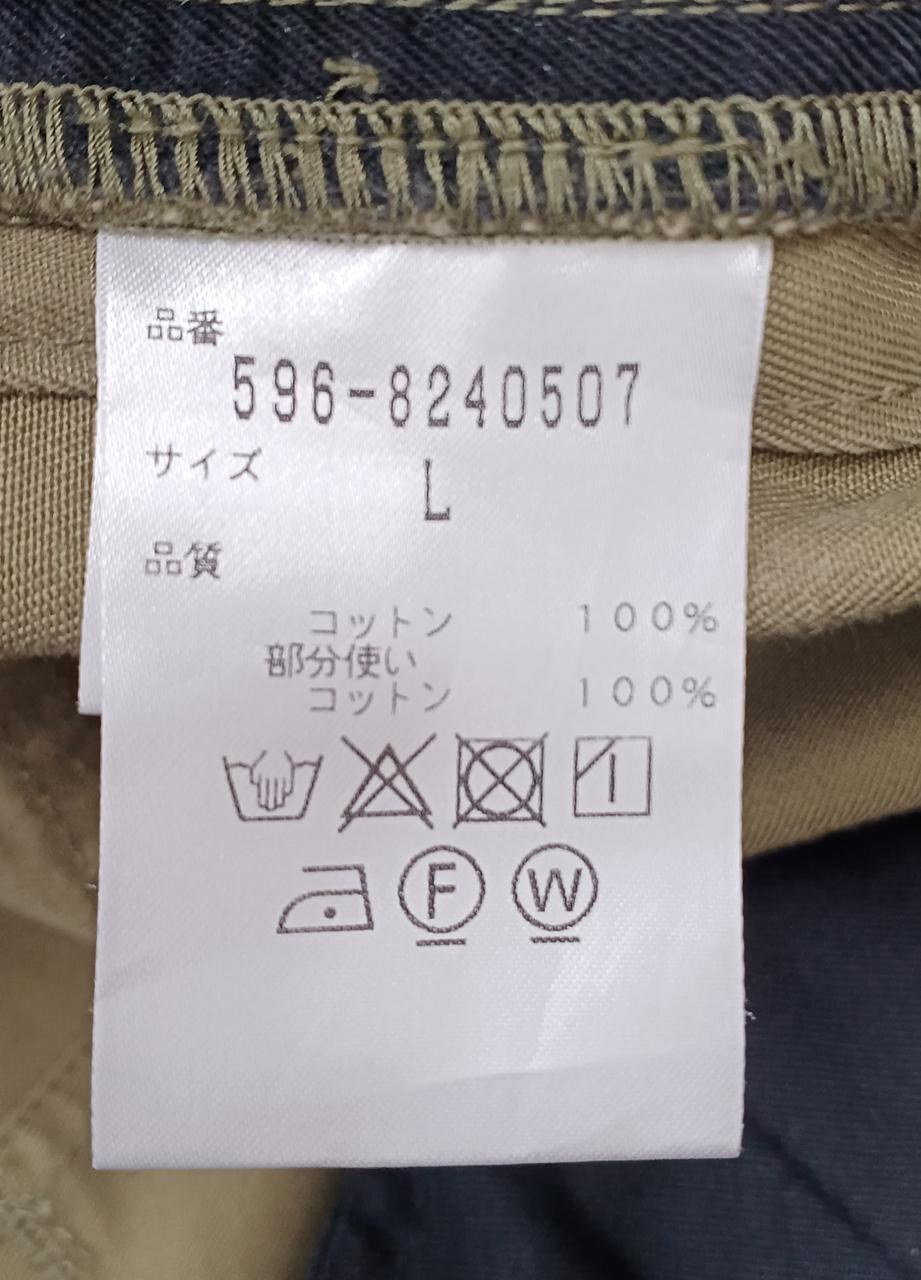 品番
596-8240507
サイズ
L
品質
コットン 100%
部分使い
コットン 100%
F
W